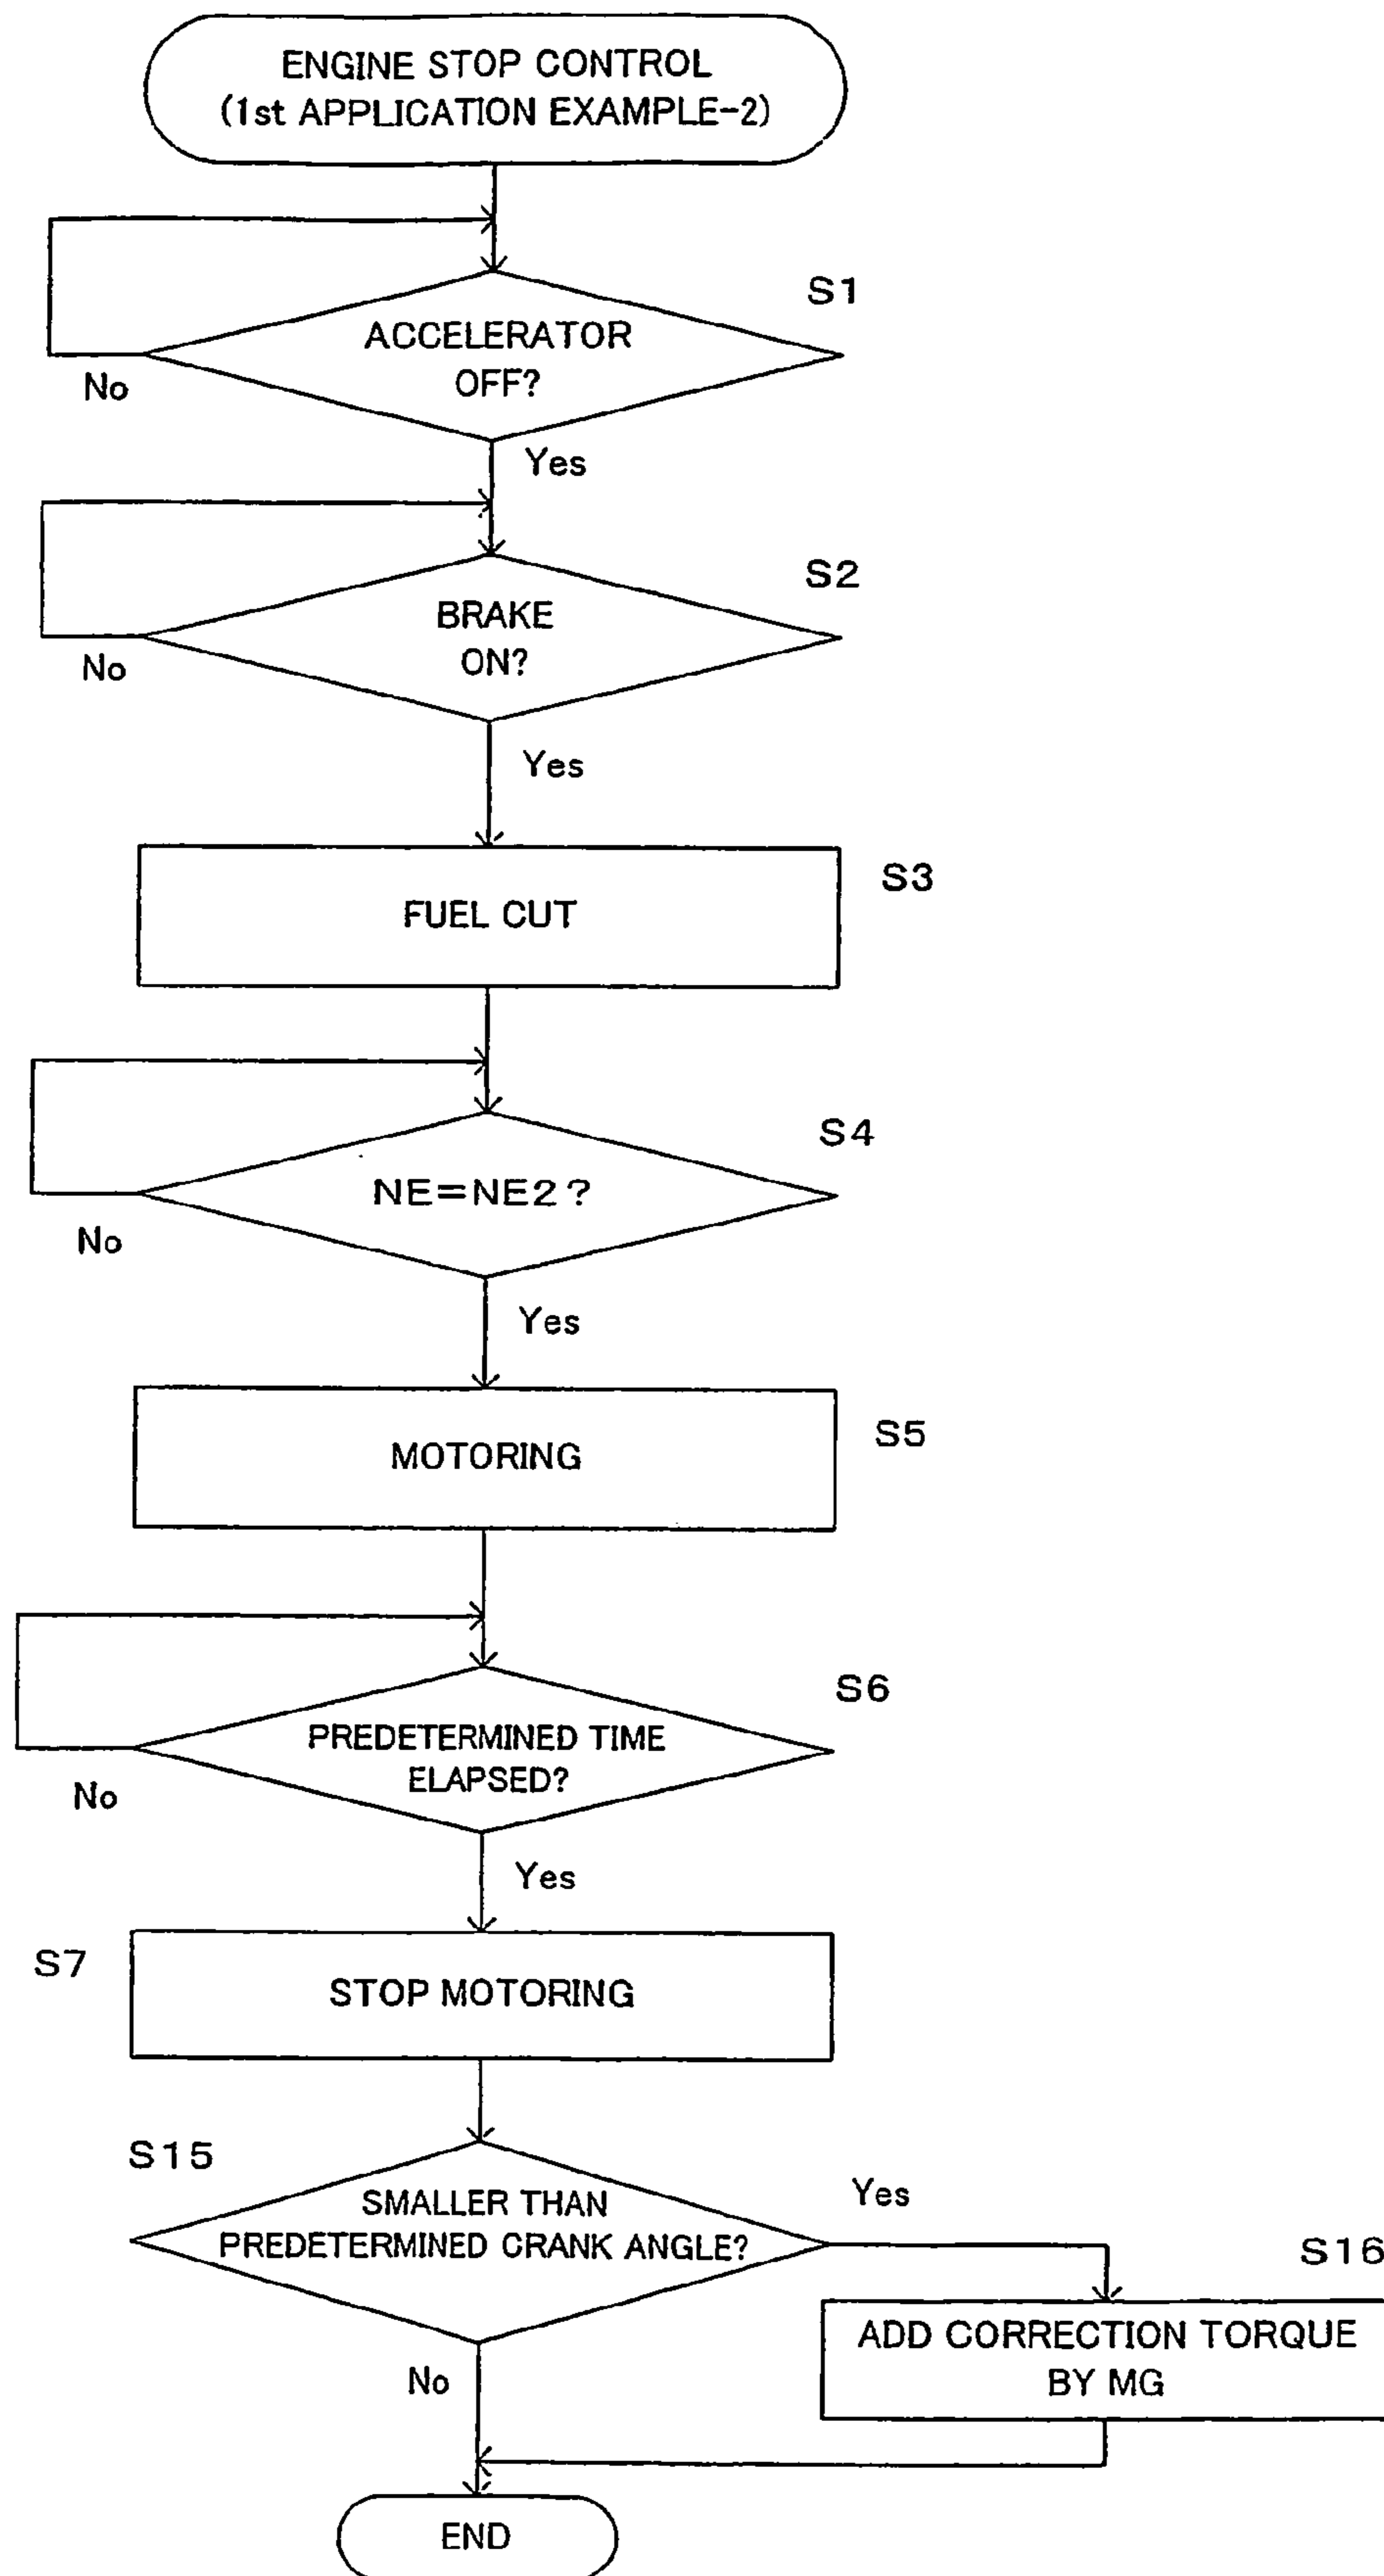 ENGINE STOP CONTROL
(1st APPLICATION EXAMPLE-2)
S1
ACCELERATOR
OFF?
No
Yes
S2
BRAKE
ON?
No
Yes
S3
FUEL CUT
S4
NE=NE2?
No
Yes
S5
MOTORING
S6
PREDETERMINED TIME
ELAPSED?
No
Yes
S7
STOP MOTORING
S15
SMALLER THAN
PREDETERMINED CRANK ANGLE?
Yes
S16
ADD CORRECTION TORQUE
BY MG
No
END